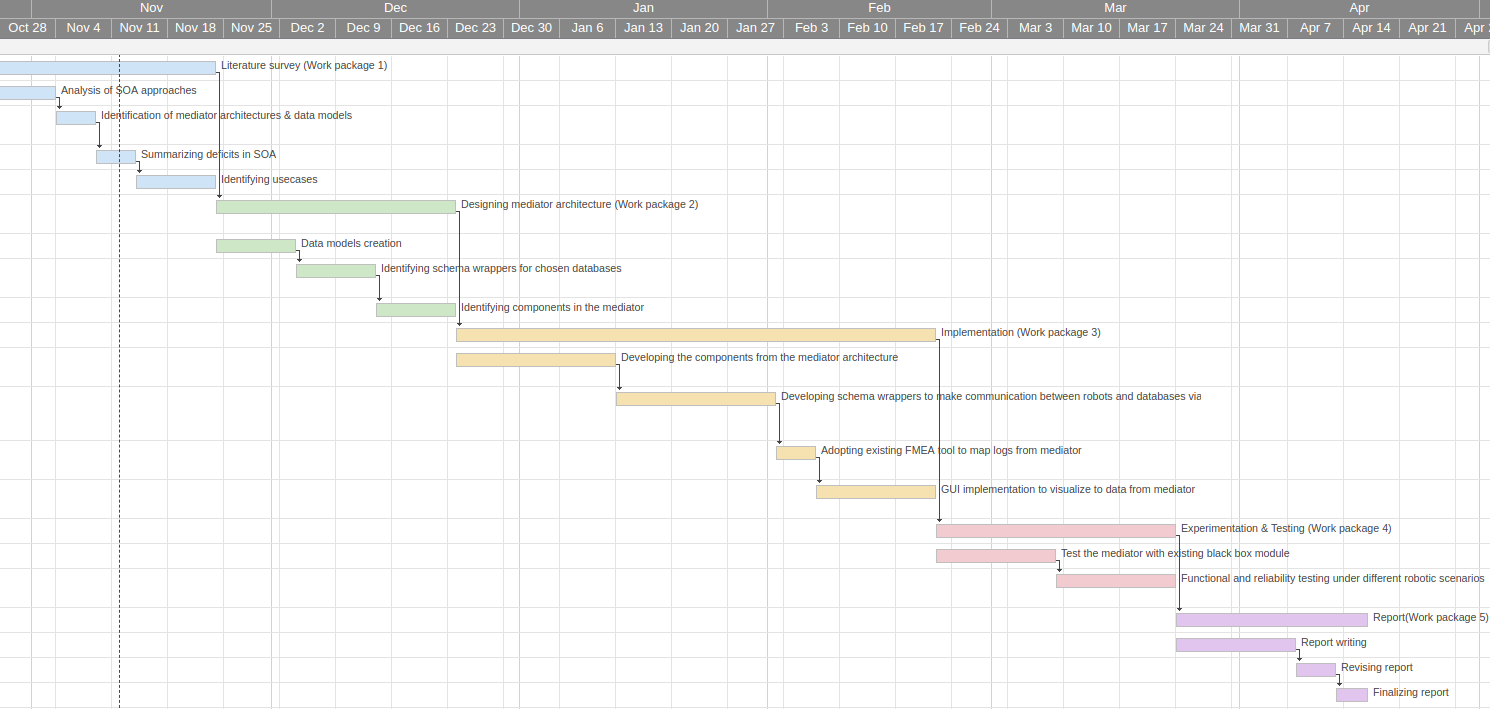 Nov Dec Jan Feb Mar Apr
Oct 28 Nov 4 Nov 11 Nov 18 Nov 25 Dec 2 Dec 9 Dec 16 Dec 23 Dec 30 Jan 6 Jan 13 Jan 20 Jan 27 Feb 3 Feb 10 Feb 17 Feb 24 Mar 3 Mar 10 Mar 17 Mar 24 Mar 31 Apr 7 Apr 14 Apr 21 Apr
Literature survey (Work package 1)
Analysis of SOA approaches
Identification of mediator architectures & data models
Summarizing deficits in SOA
Identifying usecases
Designing mediator architecture (Work package 2)
Data models creation
Identifying schema wrappers for chosen databases
Identifying components in the mediator
Implementation (Work package 3)
Developing the components from the mediator architecture
Developing schema wrappers to make communication between robots and databases via
Adopting existing FMEA tool to map logs from mediator
GUI implementation to visualize to data from mediator
Experimentation & Testing (Work package 4)
Test the mediator with existing black box module
Functional and reliability testing under different robotic scenarios
Report(Work package 5)
Report writing
Revising report
Finalizing report